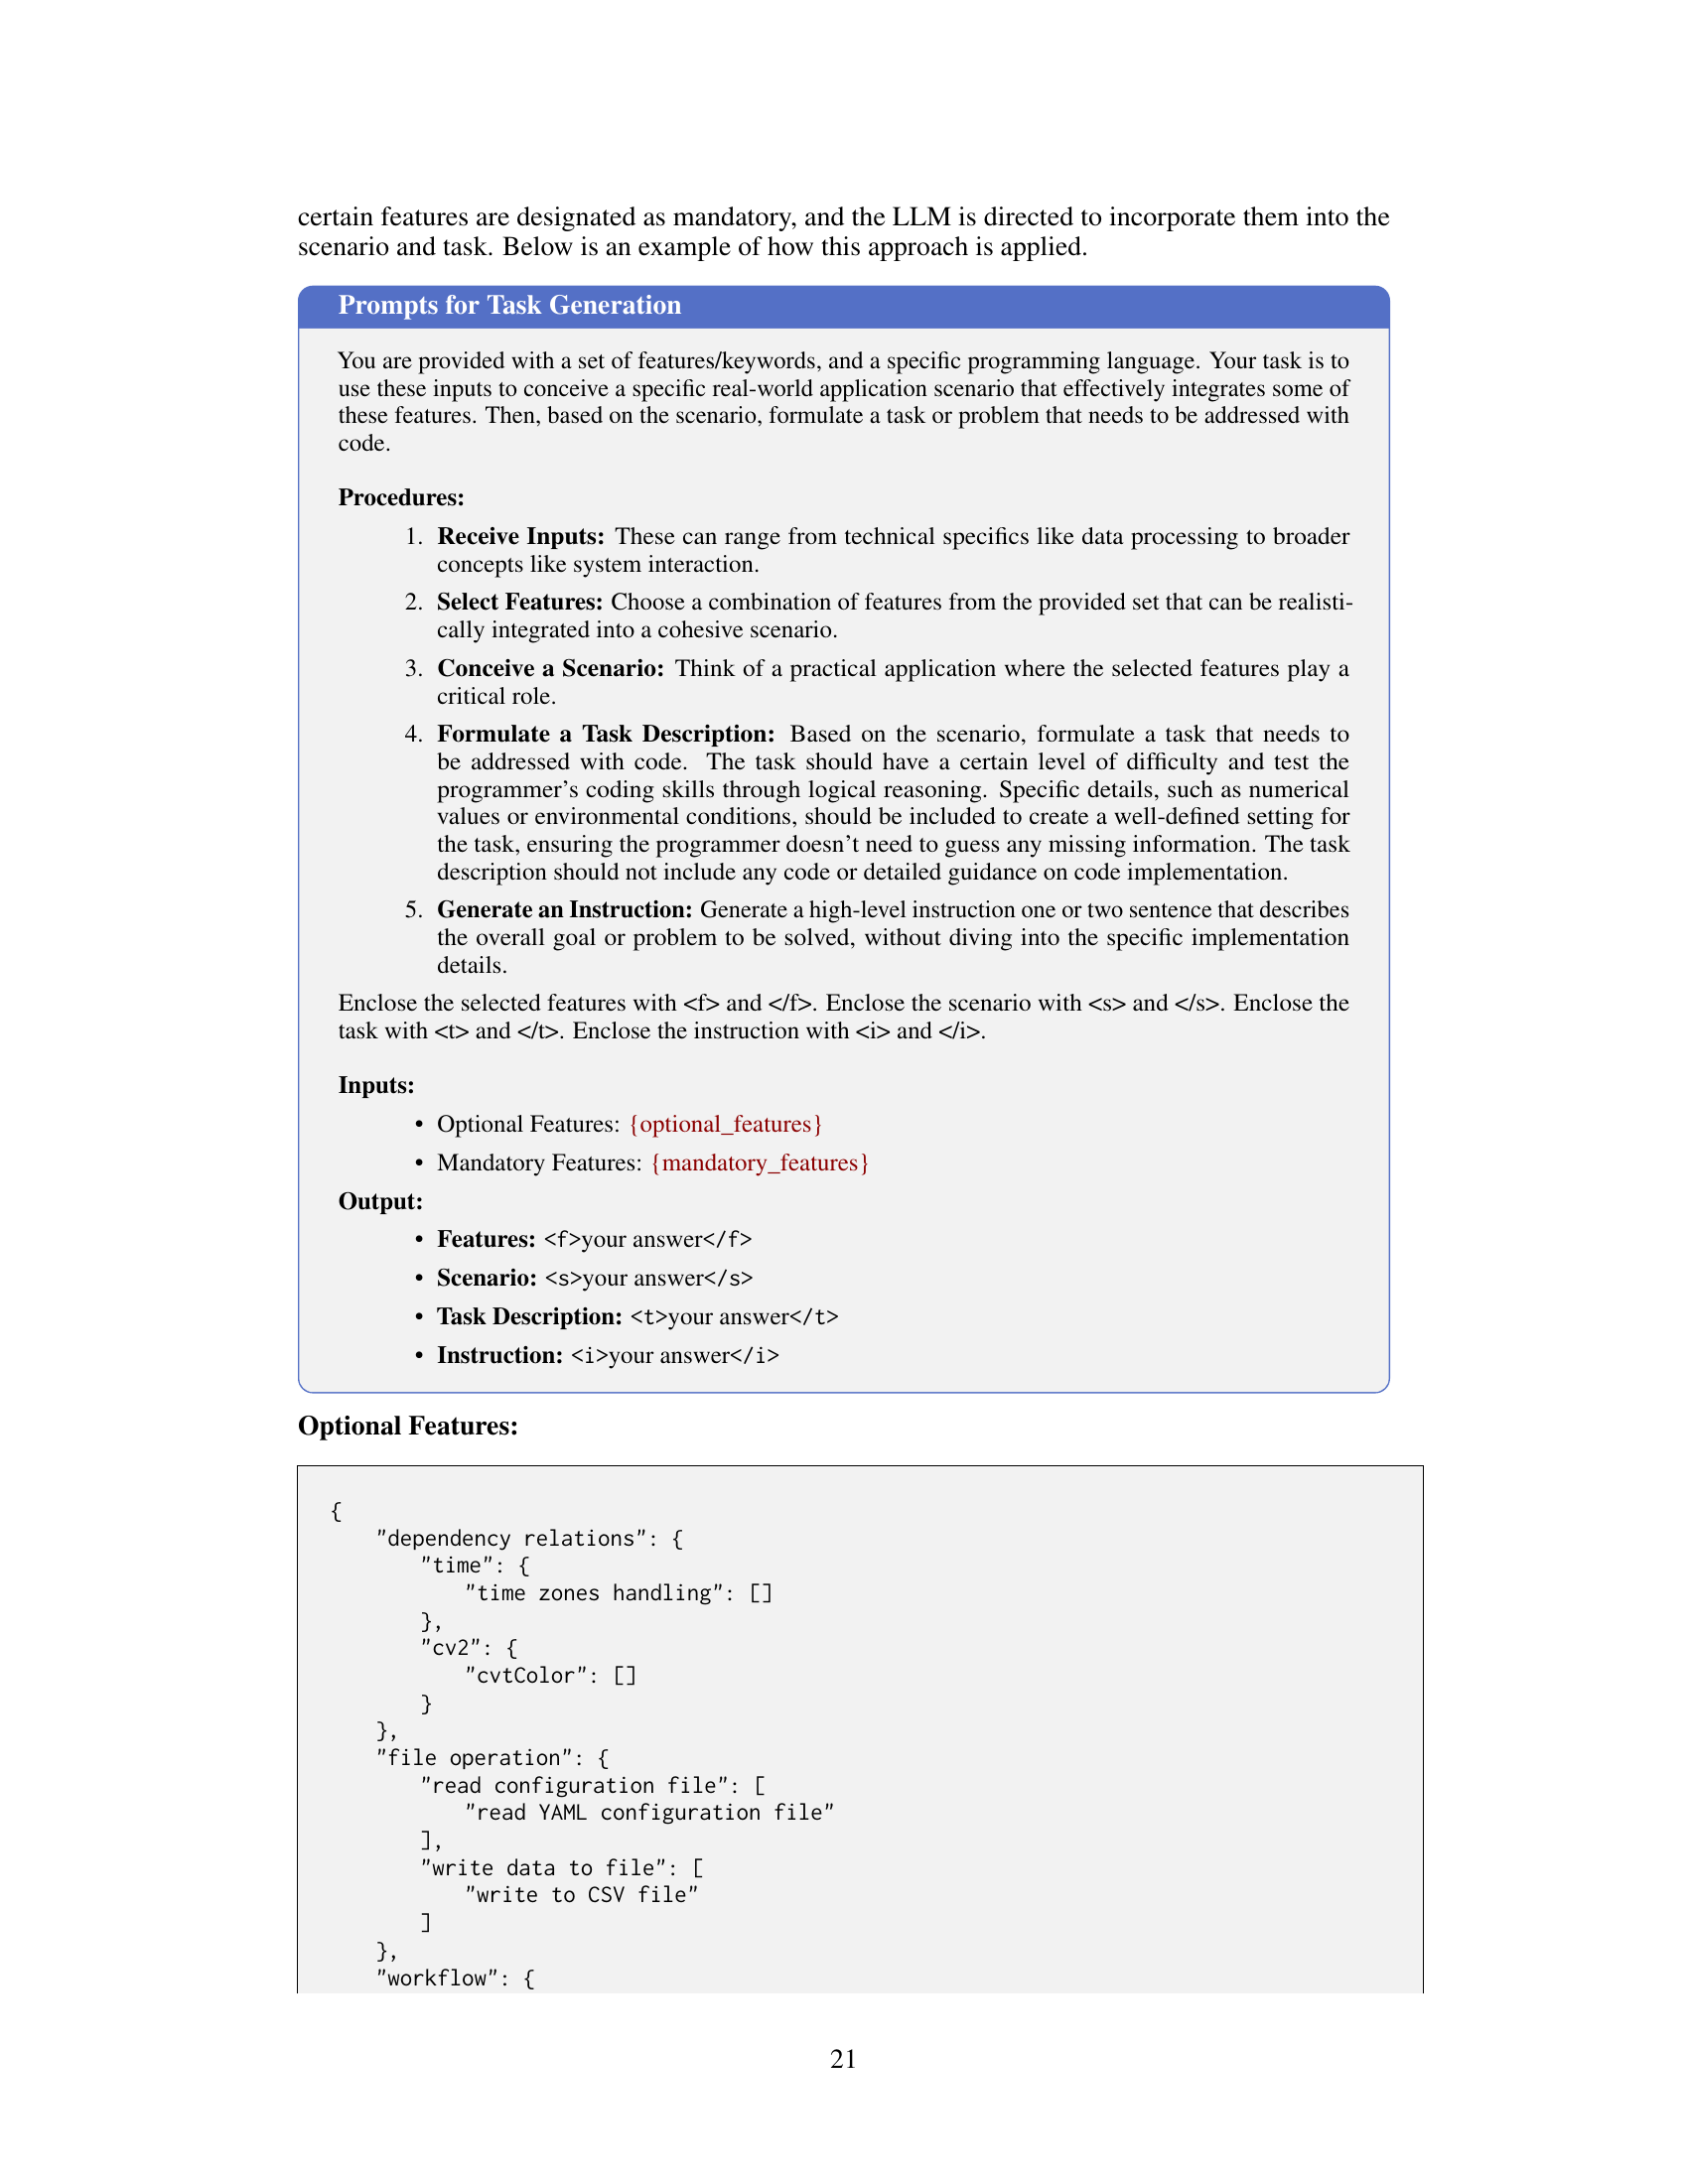 certain features are designated as mandatory, and the LLM is directed to incorporate them into the
scenario and task. Below is an example of how this approach is applied.
Prompts for Task Generation
You are provided with a set of features/keywords, and a specific programming language. Your task is to
use these inputs to conceive a specific real-world application scenario that effectively integrates some of
these features. Then, based on the scenario, formulate a task or problem that needs to be addressed with
code.
Procedures:
1. Receive Inputs: These can range from technical specifics like data processing to broader
concepts like system interaction.
2. Select Features: Choose a combination of features from the provided set that can be realisti-
cally integrated into a cohesive scenario.
3. Conceive a Scenario: Think of a practical application where the selected features play a
critical role.
4. Formulate a Task Description: Based on the scenario, formulate a task that needs to
be addressed with code. The task should have a certain level of difficulty and test the
programmer's coding skills through logical reasoning. Specific details, such as numerical
values or environmental conditions, should be included to create a well-defined setting for
the task, ensuring the programmer doesn't need to guess any missing information. The task
description should not include any code or detailed guidance on code implementation.
5. Generate an Instruction: Generate a high-level instruction one or two sentence that describes
the overall goal or problem to be solved, without diving into the specific implementation
details.
Enclose the selected features with <f> and </f>. Enclose the scenario with <s> and </s>. Enclose the
task with <t> and </t>. Enclose the instruction with <i> and </i>.
Inputs:
• Optional Features: {optional_features}
• Mandatory Features: {mandatory_features}
Output:
• Features: <f>your answer</f>
• Scenario: <s>your answer</s>
• Task Description: <t>your answer</t>
• Instruction: <i>your answer</i>
Optional Features:
{
"dependency relations": {
"time": {
"time zones handling": []
},
"cv2": {
"cvtColor": []
}
},
"file operation": {
"read configuration file": [
"read YAML configuration file"
],
"write data to file": [
"write to CSV file"
]
},
"workflow": {
21